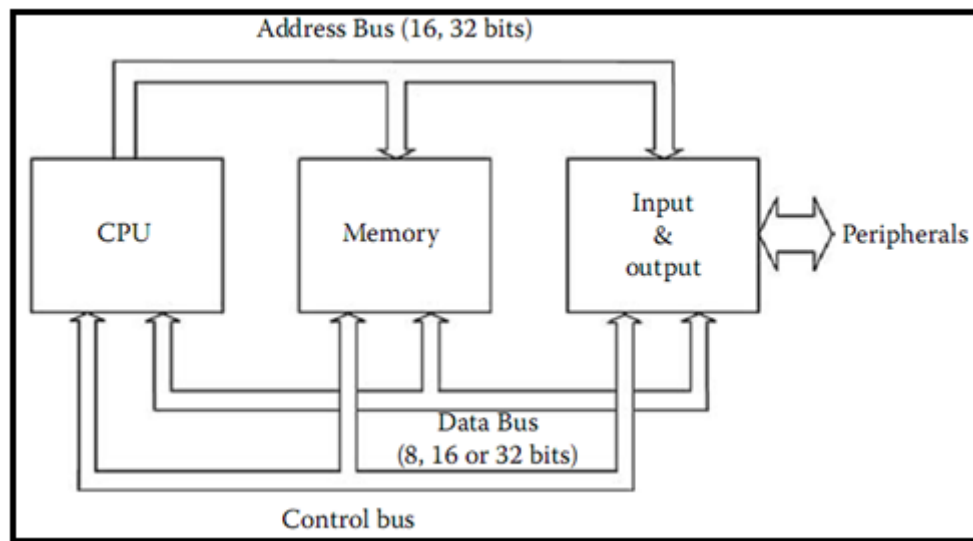 Address Bus (16, 32 bits)
CPU
Memory
Input
&
output
Peripherals
Data Bus
(8, 16 or 32 bits)
Control bus